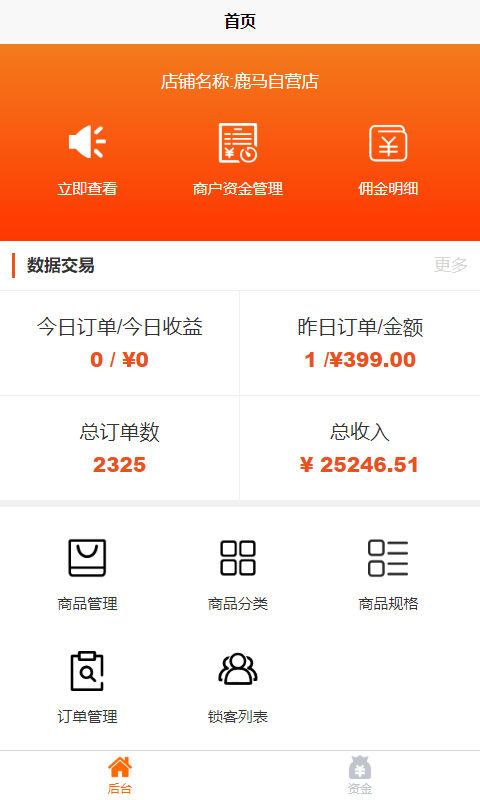 首页
店铺名称:鹿马自营店
立即查看 商户资金管理 佣金明细
数据交易 更多
今日订单/今日收益 昨日订单/金额
0 / ¥0 1 /¥399.00
总订单数 总收入
2325 ¥ 25246.51
商品管理 商品分类 商品规格
订单管理 锁客列表
后台 资金